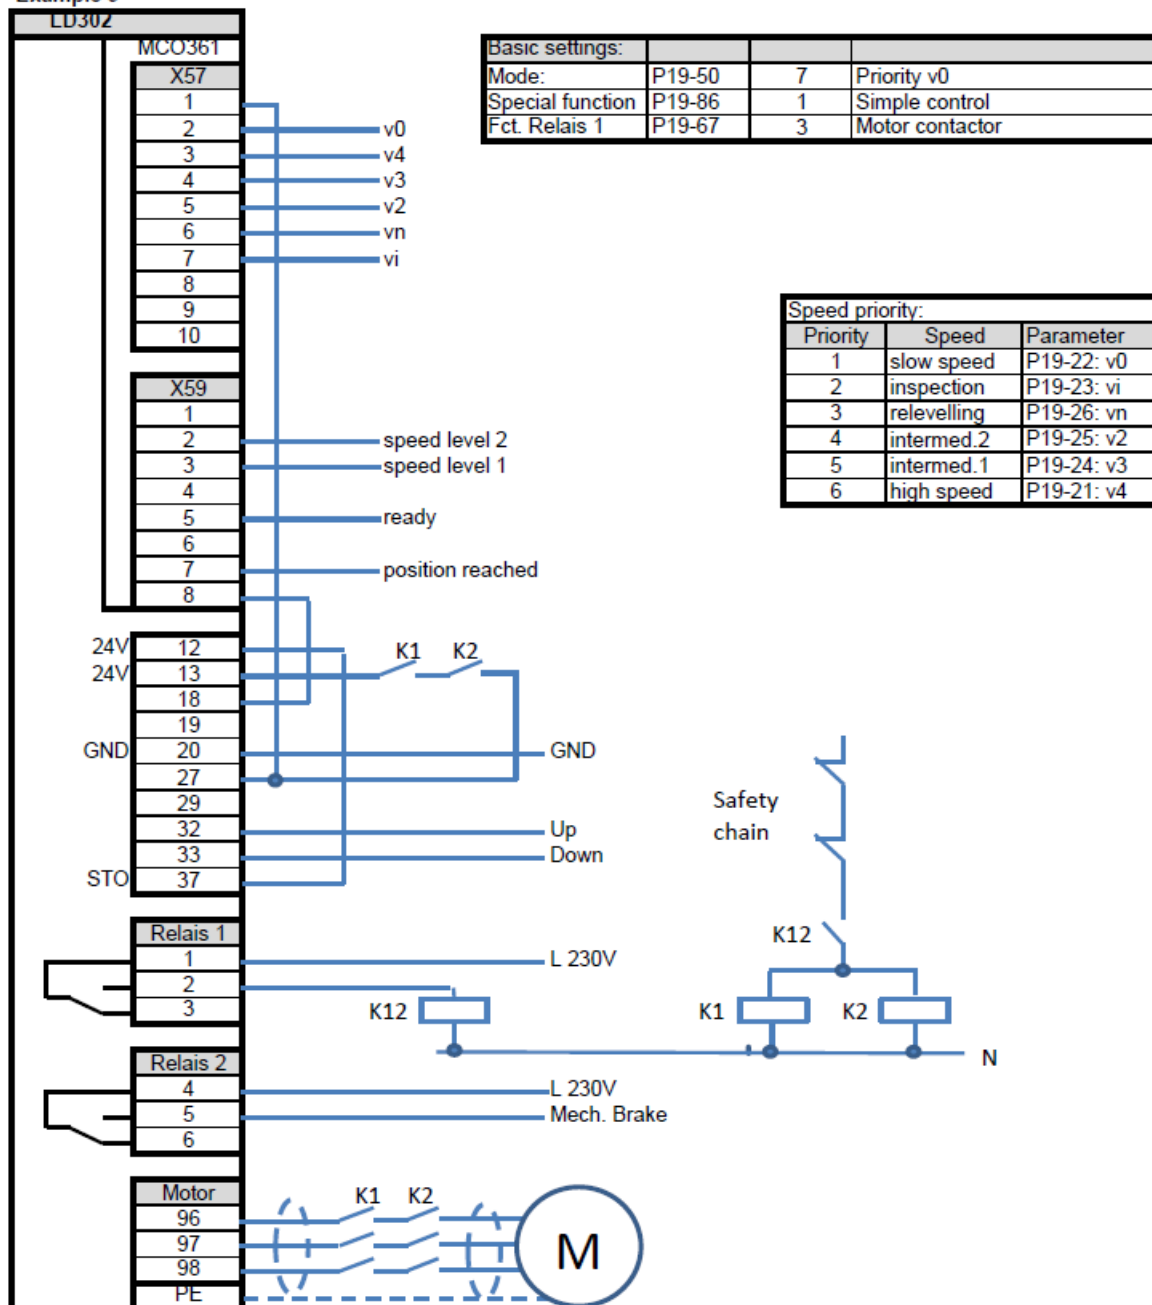 LD302
MCO361
X57
1
2 v0
3 v4
4 v3
5 v2
6 vn
7 vi
8
9
10
Basic settings:
Mode: P19-50 7 Priority v0
Special function P19-86 1 Simple control
Fct. Relais 1 P19-67 3 Motor contactor
Speed priority:
Priority Speed Parameter
1 slow speed P19-22: v0
2 inspection P19-23: vi
3 relevelling P19-26: vn
4 intermed.2 P19-25: v2
5 intermed.1 P19-24: v3
6 high speed P19-21: v4
X59
1
2 speed level 2
3 speed level 1
4
5 ready
6
7 position reached
8
24V 12
24V 13 K1 K2
18
19
GND 20 GND
27
29
32 Up
33 Down
STO 37
Safety
chain
K12
K1 K2
N
Relais 1
1 L 230V
2
3 K12
Relais 2
4 L 230V
5 Mech. Brake
6
Motor K1 K2
96
97
98
PE
M